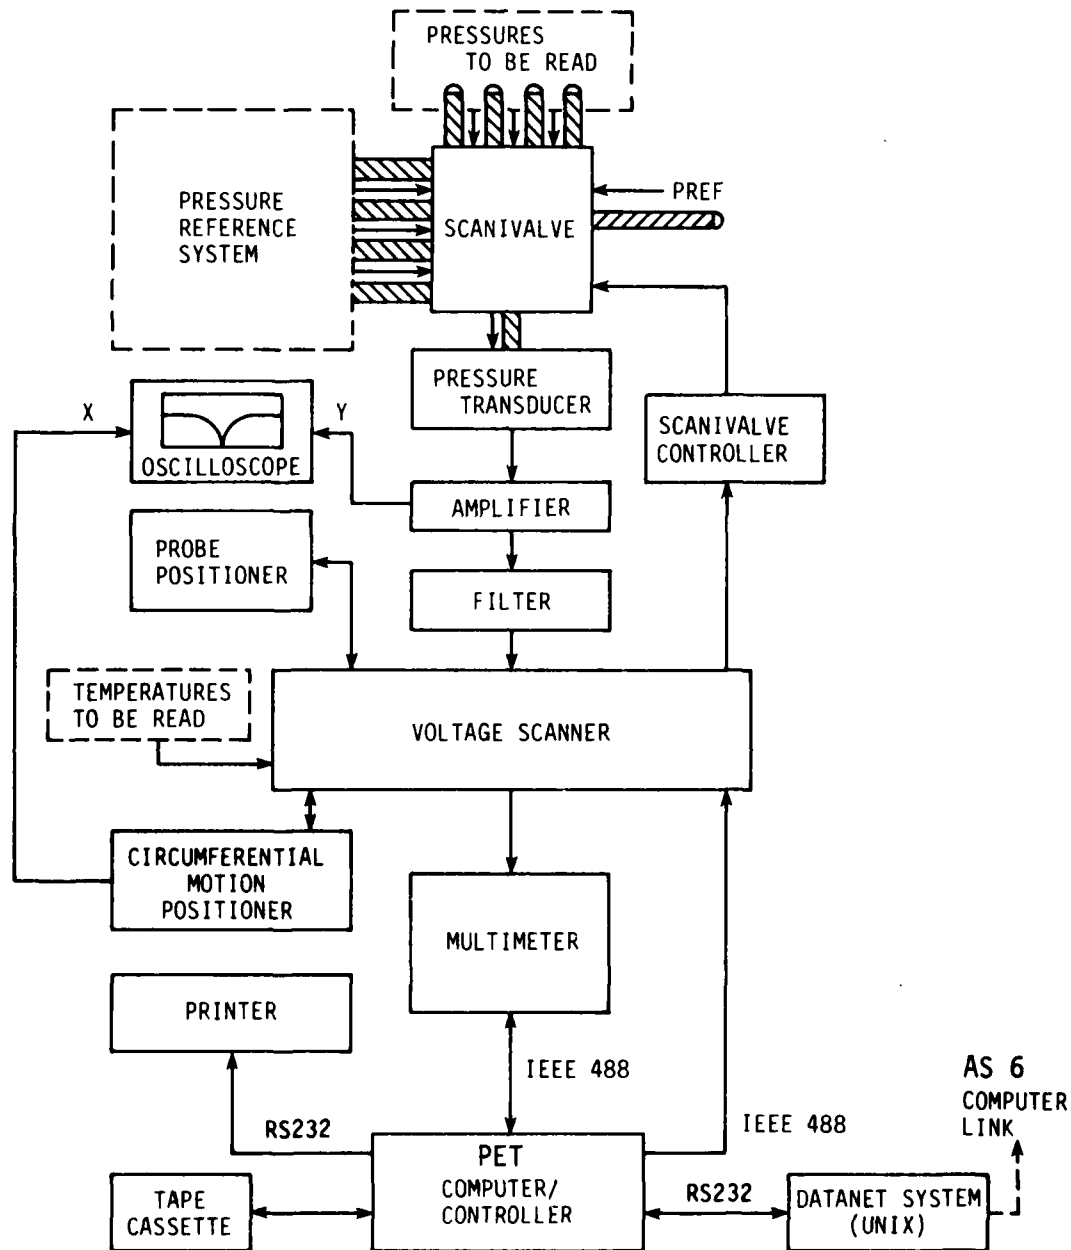 PRESSURES
TO BE READ
PRESSURE
REFERENCE
SYSTEM
SCANIVALVE
PREF
PRESSURE
TRANSDUCER
X
Y
OSCILLOSCOPE
SCANIVALVE
CONTROLLER
AMPLIFIER
PROBE
POSITIONER
FILTER
TEMPERATURES
TO BE READ
VOLTAGE SCANNER
CIRCUMFERENTIAL
MOTION
POSITIONER
MULTIMETER
PRINTER
IEEE 488
AS 6
COMPUTER
LINK
RS232
IEEE 488
PET
COMPUTER/
CONTROLLER
TAPE
CASSETTE
RS232
DATANET SYSTEM
(UNIX)